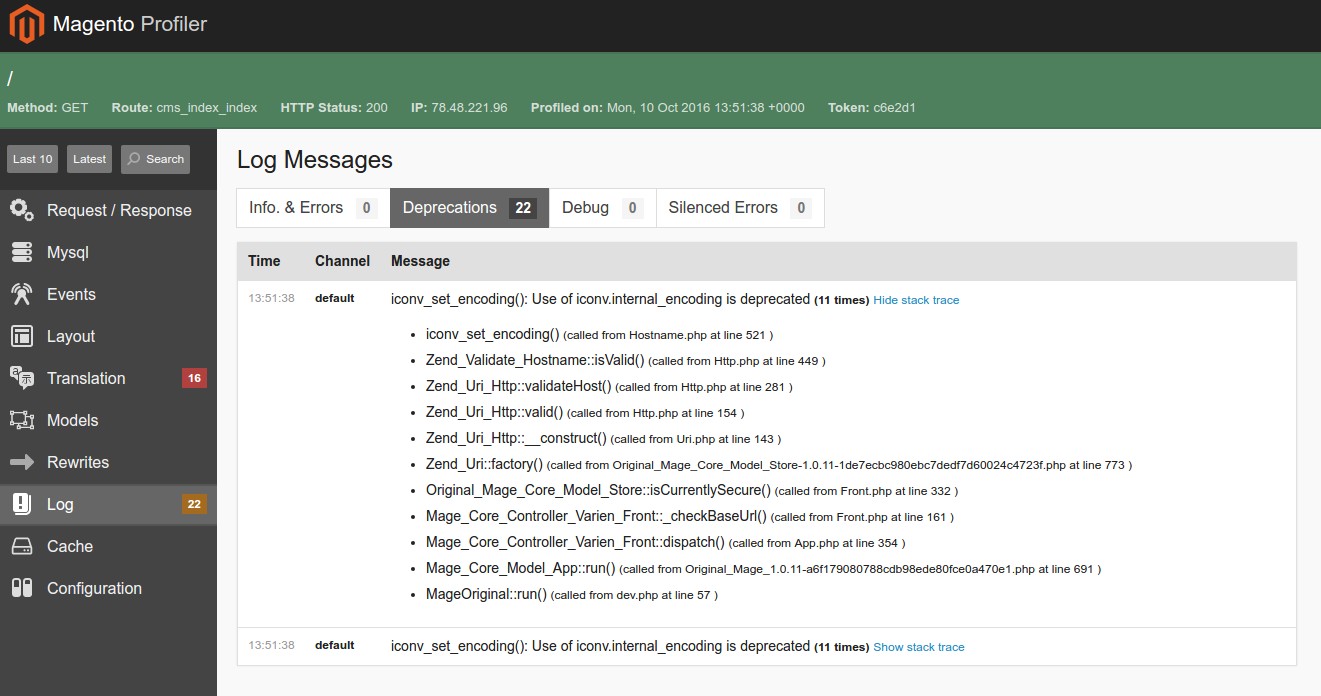 Magento Profiler
/
Method: GET Route: cms_index_index HTTP Status: 200 IP: 78.48.221.96 Profiled on: Mon, 10 Oct 2016 13:51:38 +0000 Token: c6e2d1
Last 10 Latest Search
Request / Response
Mysql
Events
Layout
Translation 16
Models
Rewrites
Log 22
Cache
Configuration
Log Messages
Info. & Errors 0 Deprecations 22 Debug 0 Silenced Errors 0
Time Channel Message
13:51:38 default iconv_set_encoding(): Use of iconv.internal_encoding is deprecated (11 times) Hide stack trace
• iconv_set_encoding() (called from Hostname.php at line 521 )
• Zend_Validate_Hostname::isValid() (called from Http.php at line 449 )
• Zend_Uri_Http::validateHost() (called from Http.php at line 281 )
• Zend_Uri_Http::valid() (called from Http.php at line 154 )
• Zend_Uri_Http::__construct() (called from Uri.php at line 143 )
• Zend_Uri::factory() (called from Original_Mage_Core_Model_Store-1.0.11-1de7ecbc980ebc7dedf7d60024c4723f.php at line 773 )
• Original_Mage_Core_Model_Store::isCurrentlySecure() (called from Front.php at line 332 )
• Mage_Core_Controller_Varien_Front::_checkBaseUrl() (called from Front.php at line 161 )
• Mage_Core_Controller_Varien_Front::dispatch() (called from App.php at line 354 )
• Mage_Core_Model_App::run() (called from Original_Mage_1.0.11-a6f179080788cdb98ede80fce0a470e1.php at line 691 )
• MageOriginal::run() (called from dev.php at line 57 )
13:51:38 default iconv_set_encoding(): Use of iconv.internal_encoding is deprecated (11 times) Show stack trace